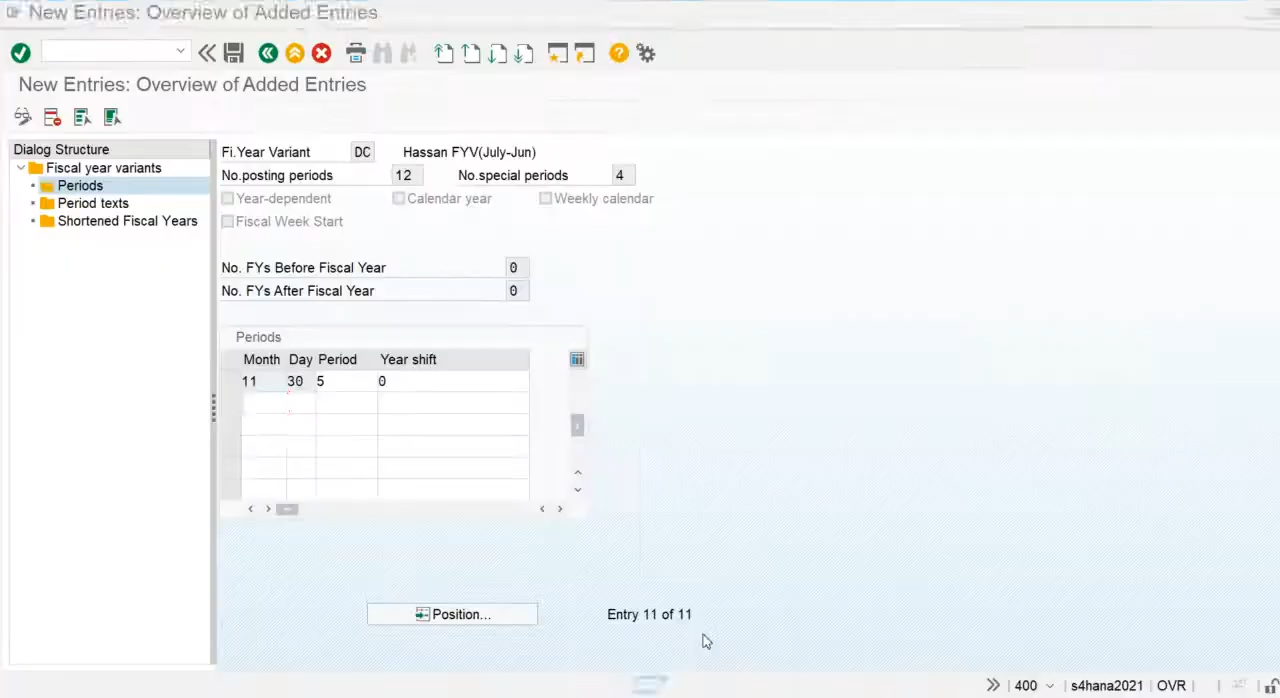 New Entries: Overview of Added Entries
New Entries: Overview of Added Entries
Dialog Structure
Fiscal year variants
Periods
Period texts
Shortened Fiscal Years
Fi.Year Variant DC Hassan FYV(July-Jun)
No.posting periods 12 No.special periods 4
Year-dependent Calendar year Weekly calendar
Fiscal Week Start
No. FYs Before Fiscal Year 0
No. FYs After Fiscal Year 0
Periods
Month Day Period Year shift
11 30 5 0
Position... Entry 11 of 11
400 s4hana2021 OVR